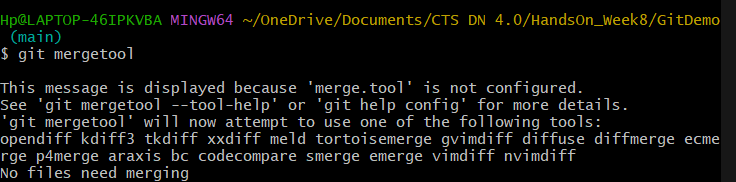 Hp@LAPTOP-46IPKVBA MINGW64 ~/OneDrive/Documents/CTS DN 4.0/HandsOn_Week8/GitDemo
 (main)
$ git mergetool

This message is displayed because 'merge.tool' is not configured.
See 'git mergetool --tool-help' or 'git help config' for more details.
'git mergetool' will now attempt to use one of the following tools:
opendiff kdiff3 tkdiff xxdiff meld tortoisemerge gvimdiff diffuse diffmerge ecme
rge p4merge araxis bc codecompare smerge emerge vimdiff nvimdiff
No files need merging